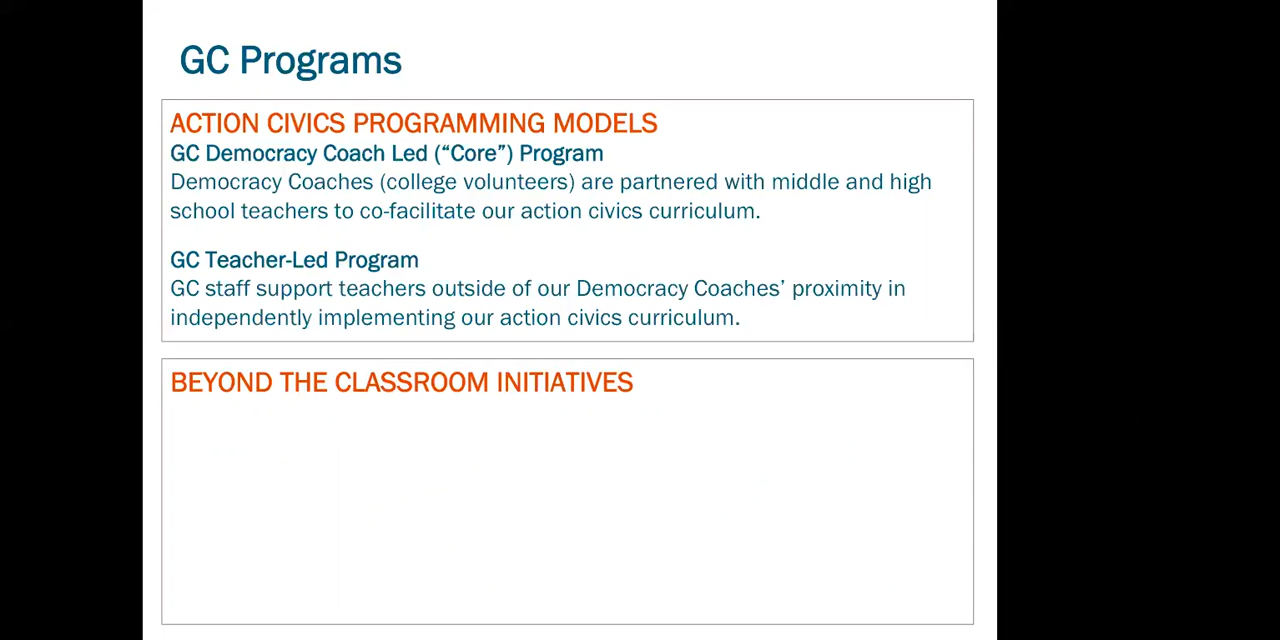 GC Programs
ACTION CIVICS PROGRAMMING MODELS
GC Democracy Coach Led (“Core”) Program
Democracy Coaches (college volunteers) are partnered with middle and high
school teachers to co-facilitate our action civics curriculum.
GC Teacher-Led Program
GC staff support teachers outside of our Democracy Coaches’ proximity in
independently implementing our action civics curriculum.
BEYOND THE CLASSROOM INITIATIVES